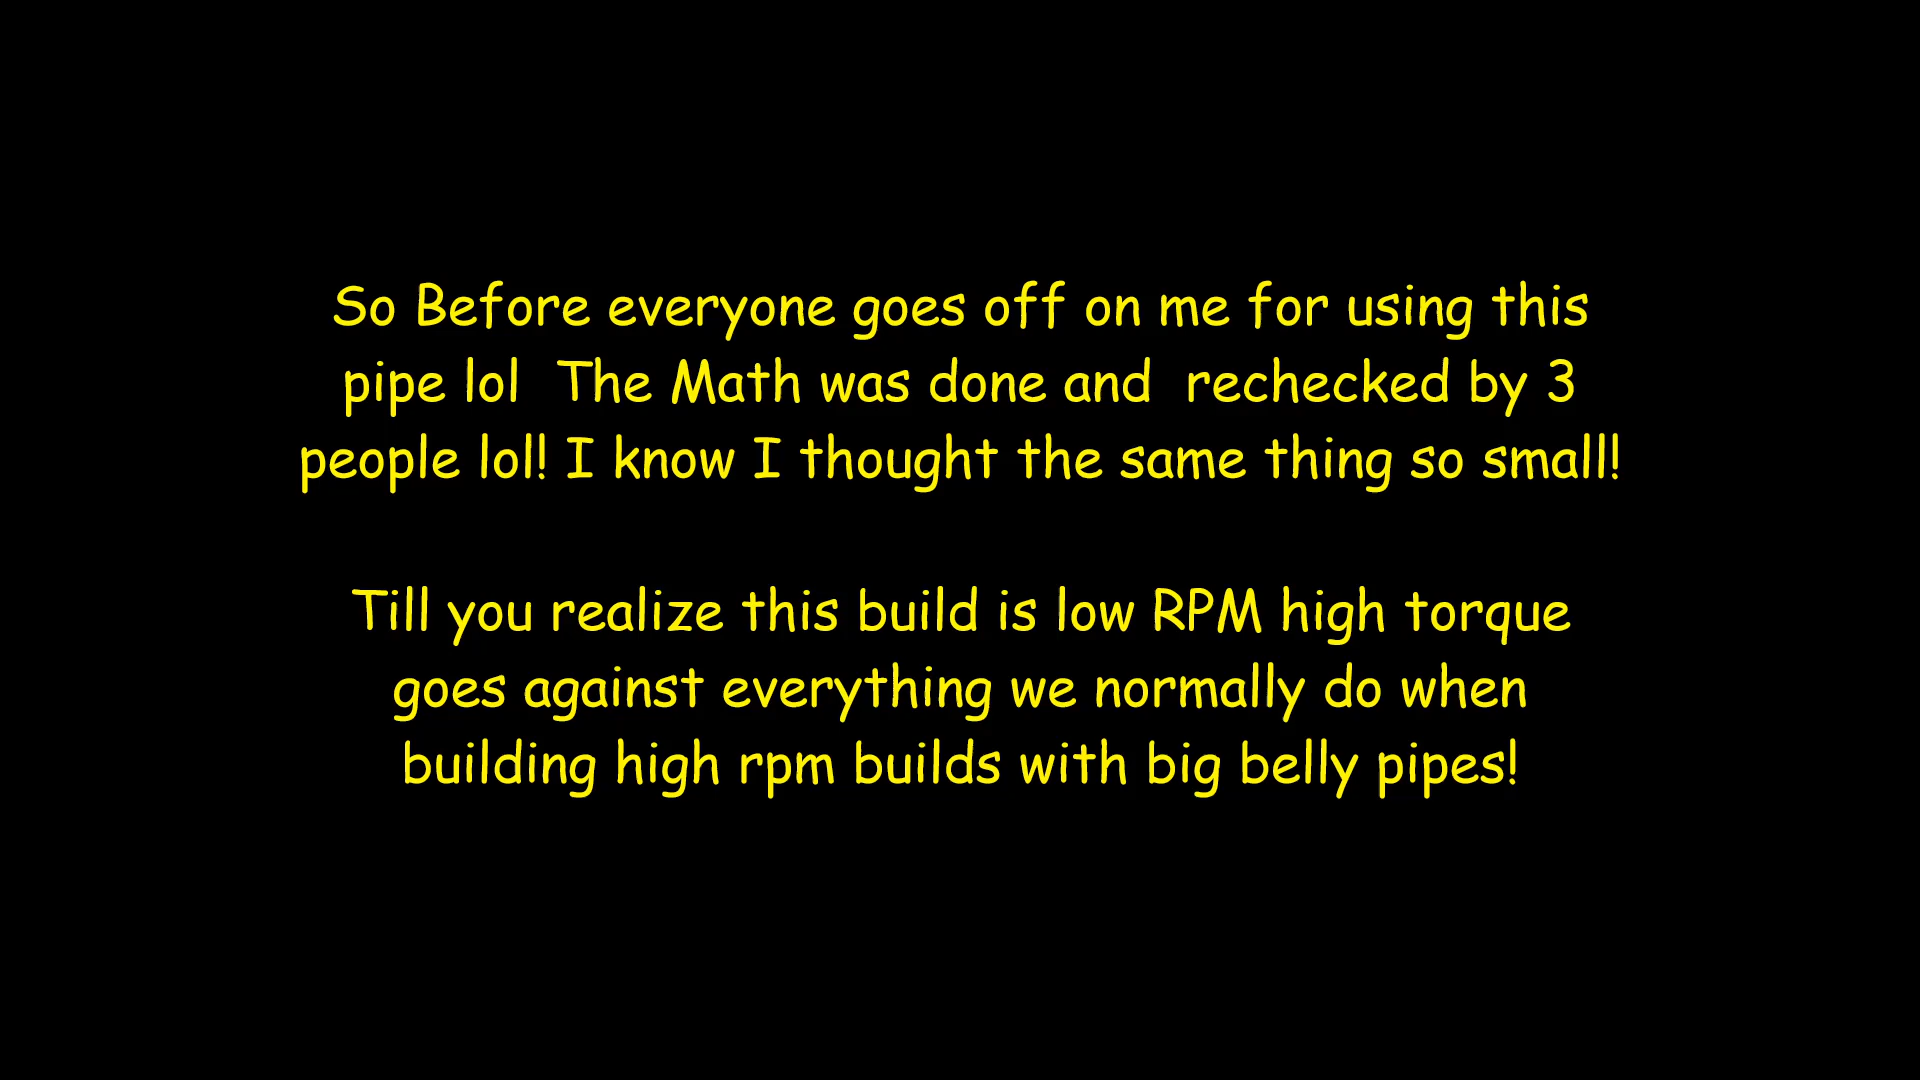 So Before everyone goes off on me for using this
pipe lol  The Math was done and  rechecked by 3
people lol! I know I thought the same thing so small!
Till you realize this build is low RPM high torque
goes against everything we normally do when
building high rpm builds with big belly pipes!